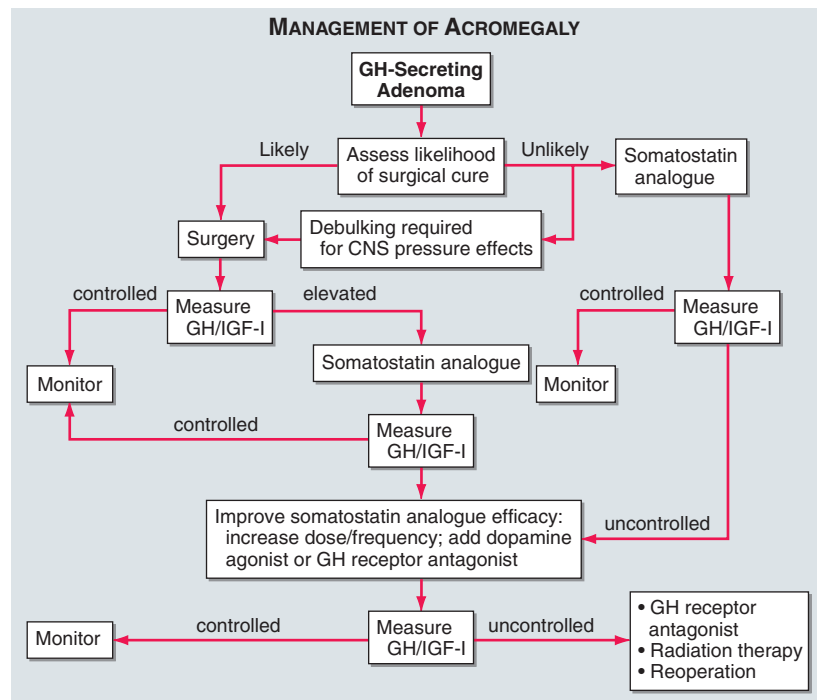 MANAGEMENT OF ACROMEGALY
GH-Secreting
Adenoma
Likely
Assess likelihood
of surgical cure
Unlikely
Somatostatin
analogue
Surgery
Debulking required
for CNS pressure effects
controlled
Measure
GH/IGF-I
elevated
controlled
Measure
GH/IGF-I
Monitor
Somatostatin analogue
Monitor
controlled
Measure
GH/IGF-I
Improve somatostatin analogue efficacy:
increase dose/frequency; add dopamine
agonist or GH receptor antagonist
uncontrolled
Monitor
controlled
Measure
GH/IGF-I
uncontrolled
• GH receptor
antagonist
• Radiation therapy
• Reoperation